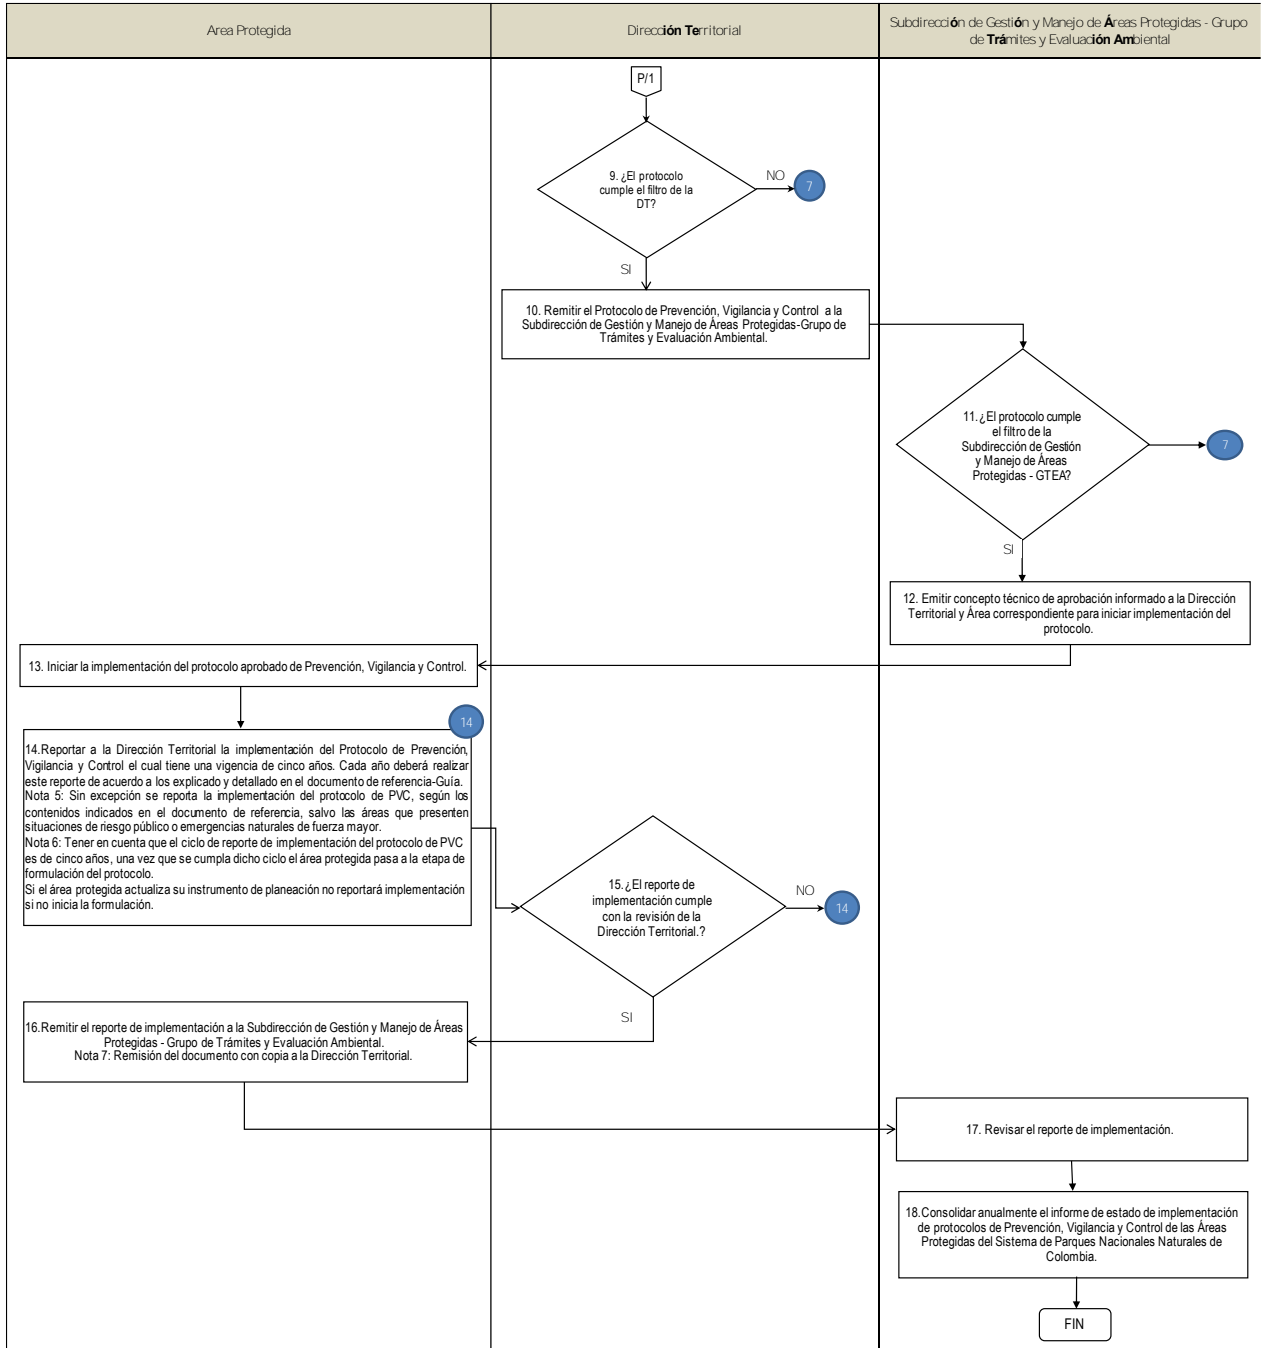 Area Protegida
Dirección Territorial
Subdirección de Gestión y Manejo de Áreas Protegidas - Grupo
de Trámites y Evaluación Ambiental
P/1
9. ¿El protocolo
cumple el filtro de la
DT?
NO
7
SI
10. Remitir el Protocolo de Prevención, Vigilancia y Control a la
Subdirección de Gestión y Manejo de Áreas Protegidas-Grupo de
Trámites y Evaluación Ambiental.
11. ¿El protocolo cumple
el filtro de la
Subdirección de Gestión
y Manejo de Áreas
Protegidas - GTEA?
7
SI
12. Emitir concepto técnico de aprobación informado a la Dirección
Territorial y Área correspondiente para iniciar implementación del
protocolo.
13. Iniciar la implementación del protocolo aprobado de Prevención, Vigilancia y Control.
14
14.Reportar a la Dirección Territorial la implementación del Protocolo de Prevención,
Vigilancia y Control el cual tiene una vigencia de cinco años. Cada año deberá realizar
este reporte de acuerdo a los explicado y detallado en el documento de referencia-Guía.
Nota 5: Sin excepción se reporta la implementación del protocolo de PVC, según los
contenidos indicados en el documento de referencia, salvo las áreas que presenten
situaciones de riesgo público o emergencias naturales de fuerza mayor.
Nota 6: Tener en cuenta que el ciclo de reporte de implementación del protocolo de PVC
es de cinco años, una vez que se cumpla dicho ciclo el área protegida pasa a la etapa de
formulación del protocolo.
Si el área protegida actualiza su instrumento de planeación no reportará implementación
si no inicia la formulación.
15. ¿El reporte de
implementación cumple
con la revisión de la
Dirección Territorial.?
NO
14
SI
16.Remitir el reporte de implementación a la Subdirección de Gestión y Manejo de Áreas
Protegidas - Grupo de Trámites y Evaluación Ambiental.
Nota 7: Remisión del documento con copia a la Dirección Territorial.
17. Revisar el reporte de implementación.
18.Consolidar anualmente el informe de estado de implementación
de protocolos de Prevención, Vigilancia y Control de las Áreas
Protegidas del Sistema de Parques Nacionales Naturales de
Colombia.
FIN